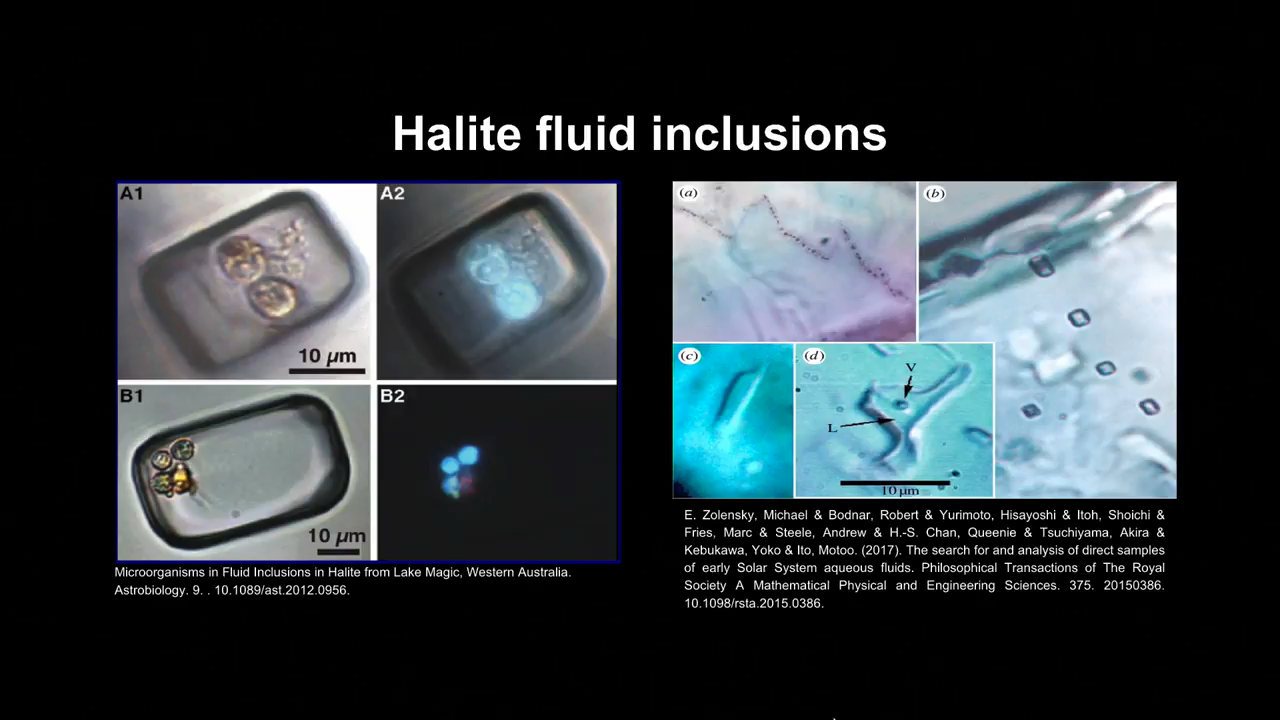 Halite fluid inclusions
A1
A2
10 µm
B1
B2
10 µm
Microorganisms in Fluid Inclusions in Halite from Lake Magic, Western Australia.
Astrobiology. 9. . 10.1089/ast.2012.0956.
(a)
(b)
(c)
(d)
V
L
10 µm
E. Zolensky, Michael & Bodnar, Robert & Yurimoto, Hisayoshi & Itoh, Shoichi &
Fries, Marc & Steele, Andrew & H.-S. Chan, Queenie & Tsuchiyama, Akira &
Kebukawa, Yoko & Ito, Motoo. (2017). The search for and analysis of direct samples
of early Solar System aqueous fluids. Philosophical Transactions of The Royal
Society A Mathematical Physical and Engineering Sciences. 375. 20150386.
10.1098/rsta.2015.0386.